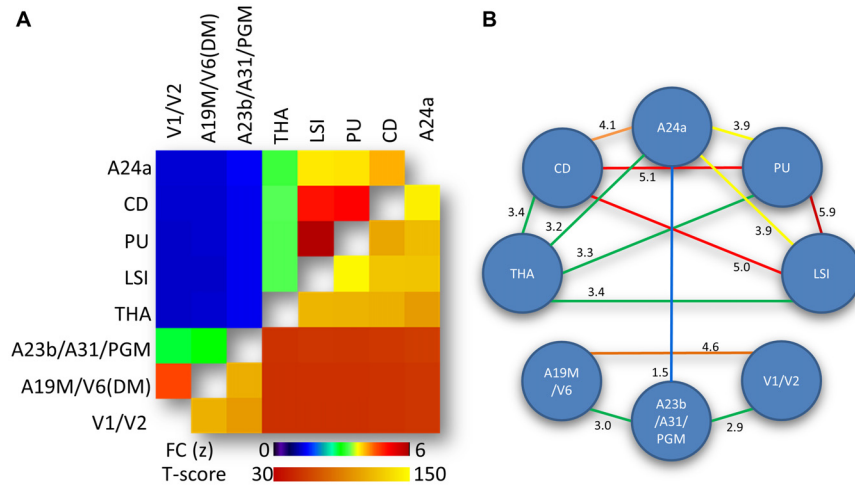 A
V1/V2
A19M/V6(DM)
A23b/A31/PGM
THA
LSI
PU
CD
A24a
A24a
CD
PU
LSI
THA
A23b/A31/PGM
A19M/V6(DM)
V1/V2
FC (z) 0 6
T-score 30 150
B
A24a
4.1
3.9
CD
PU
5.1
3.4
3.2
3.3
3.9
5.9
5.0
THA
LSI
3.4
4.6
A19M
/V6
1.5
V1/V2
A23b
/A31/
PGM
3.0
2.9